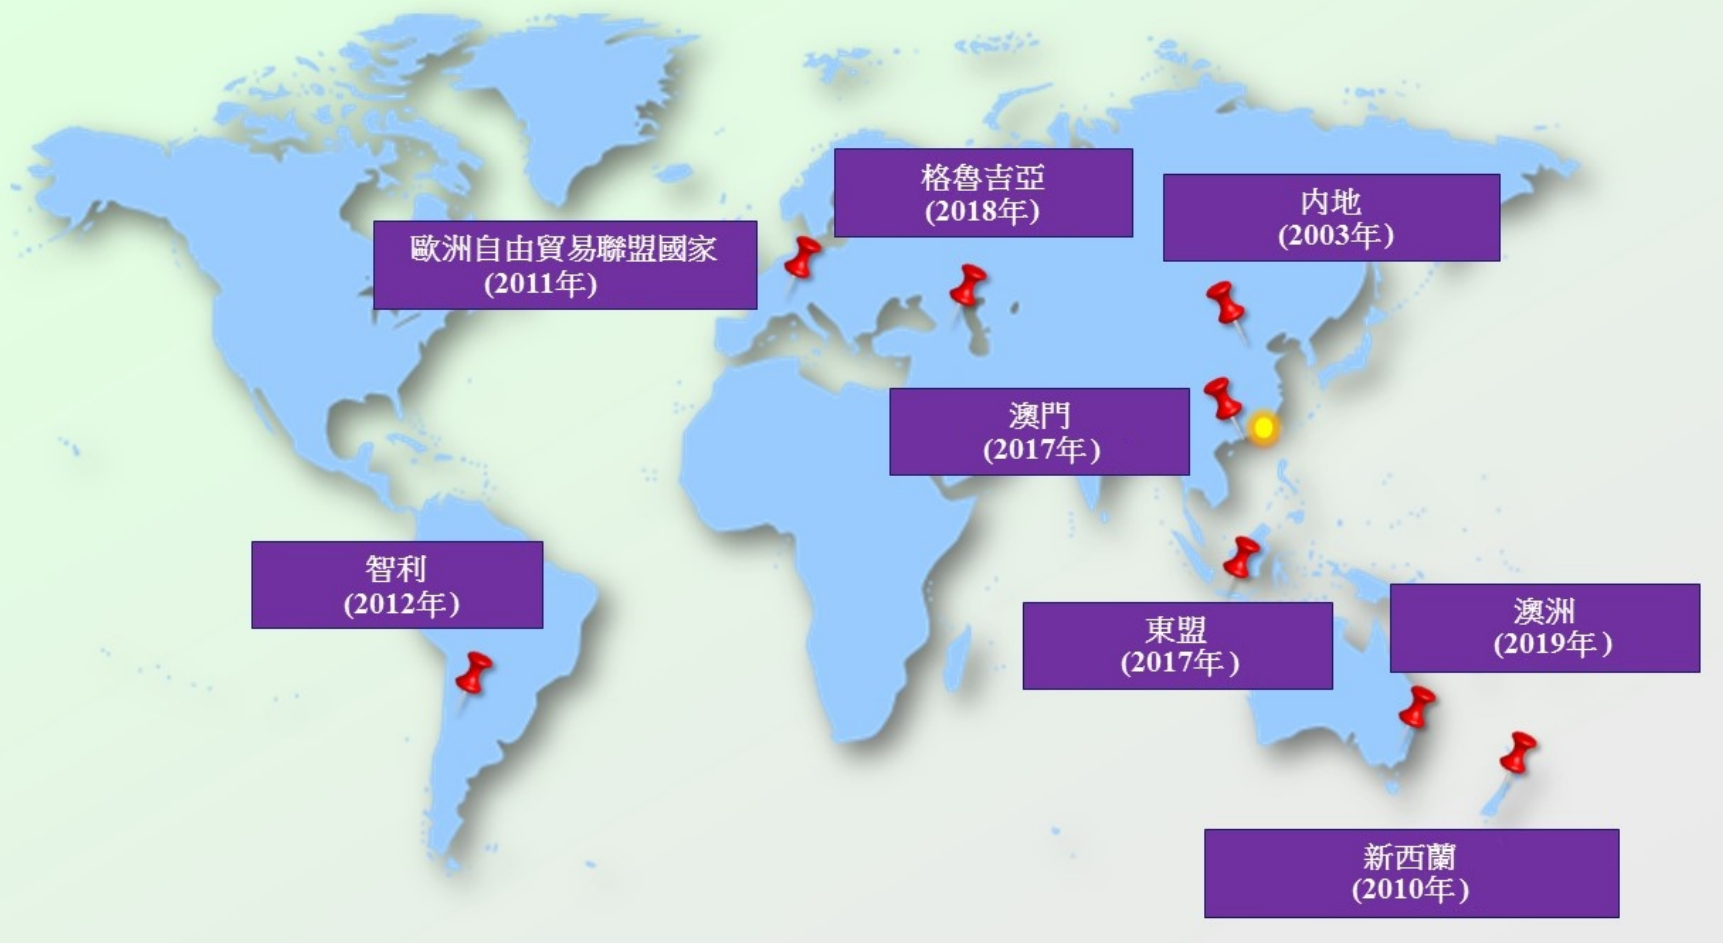 格魯吉亞
(2018年)
内地
(2003年)
歐洲自由貿易聯盟國家
(2011年)
澳門
(2017年)
智利
(2012年)
東盟
(2017年)
澳洲
(2019年)
新西蘭
(2010年)